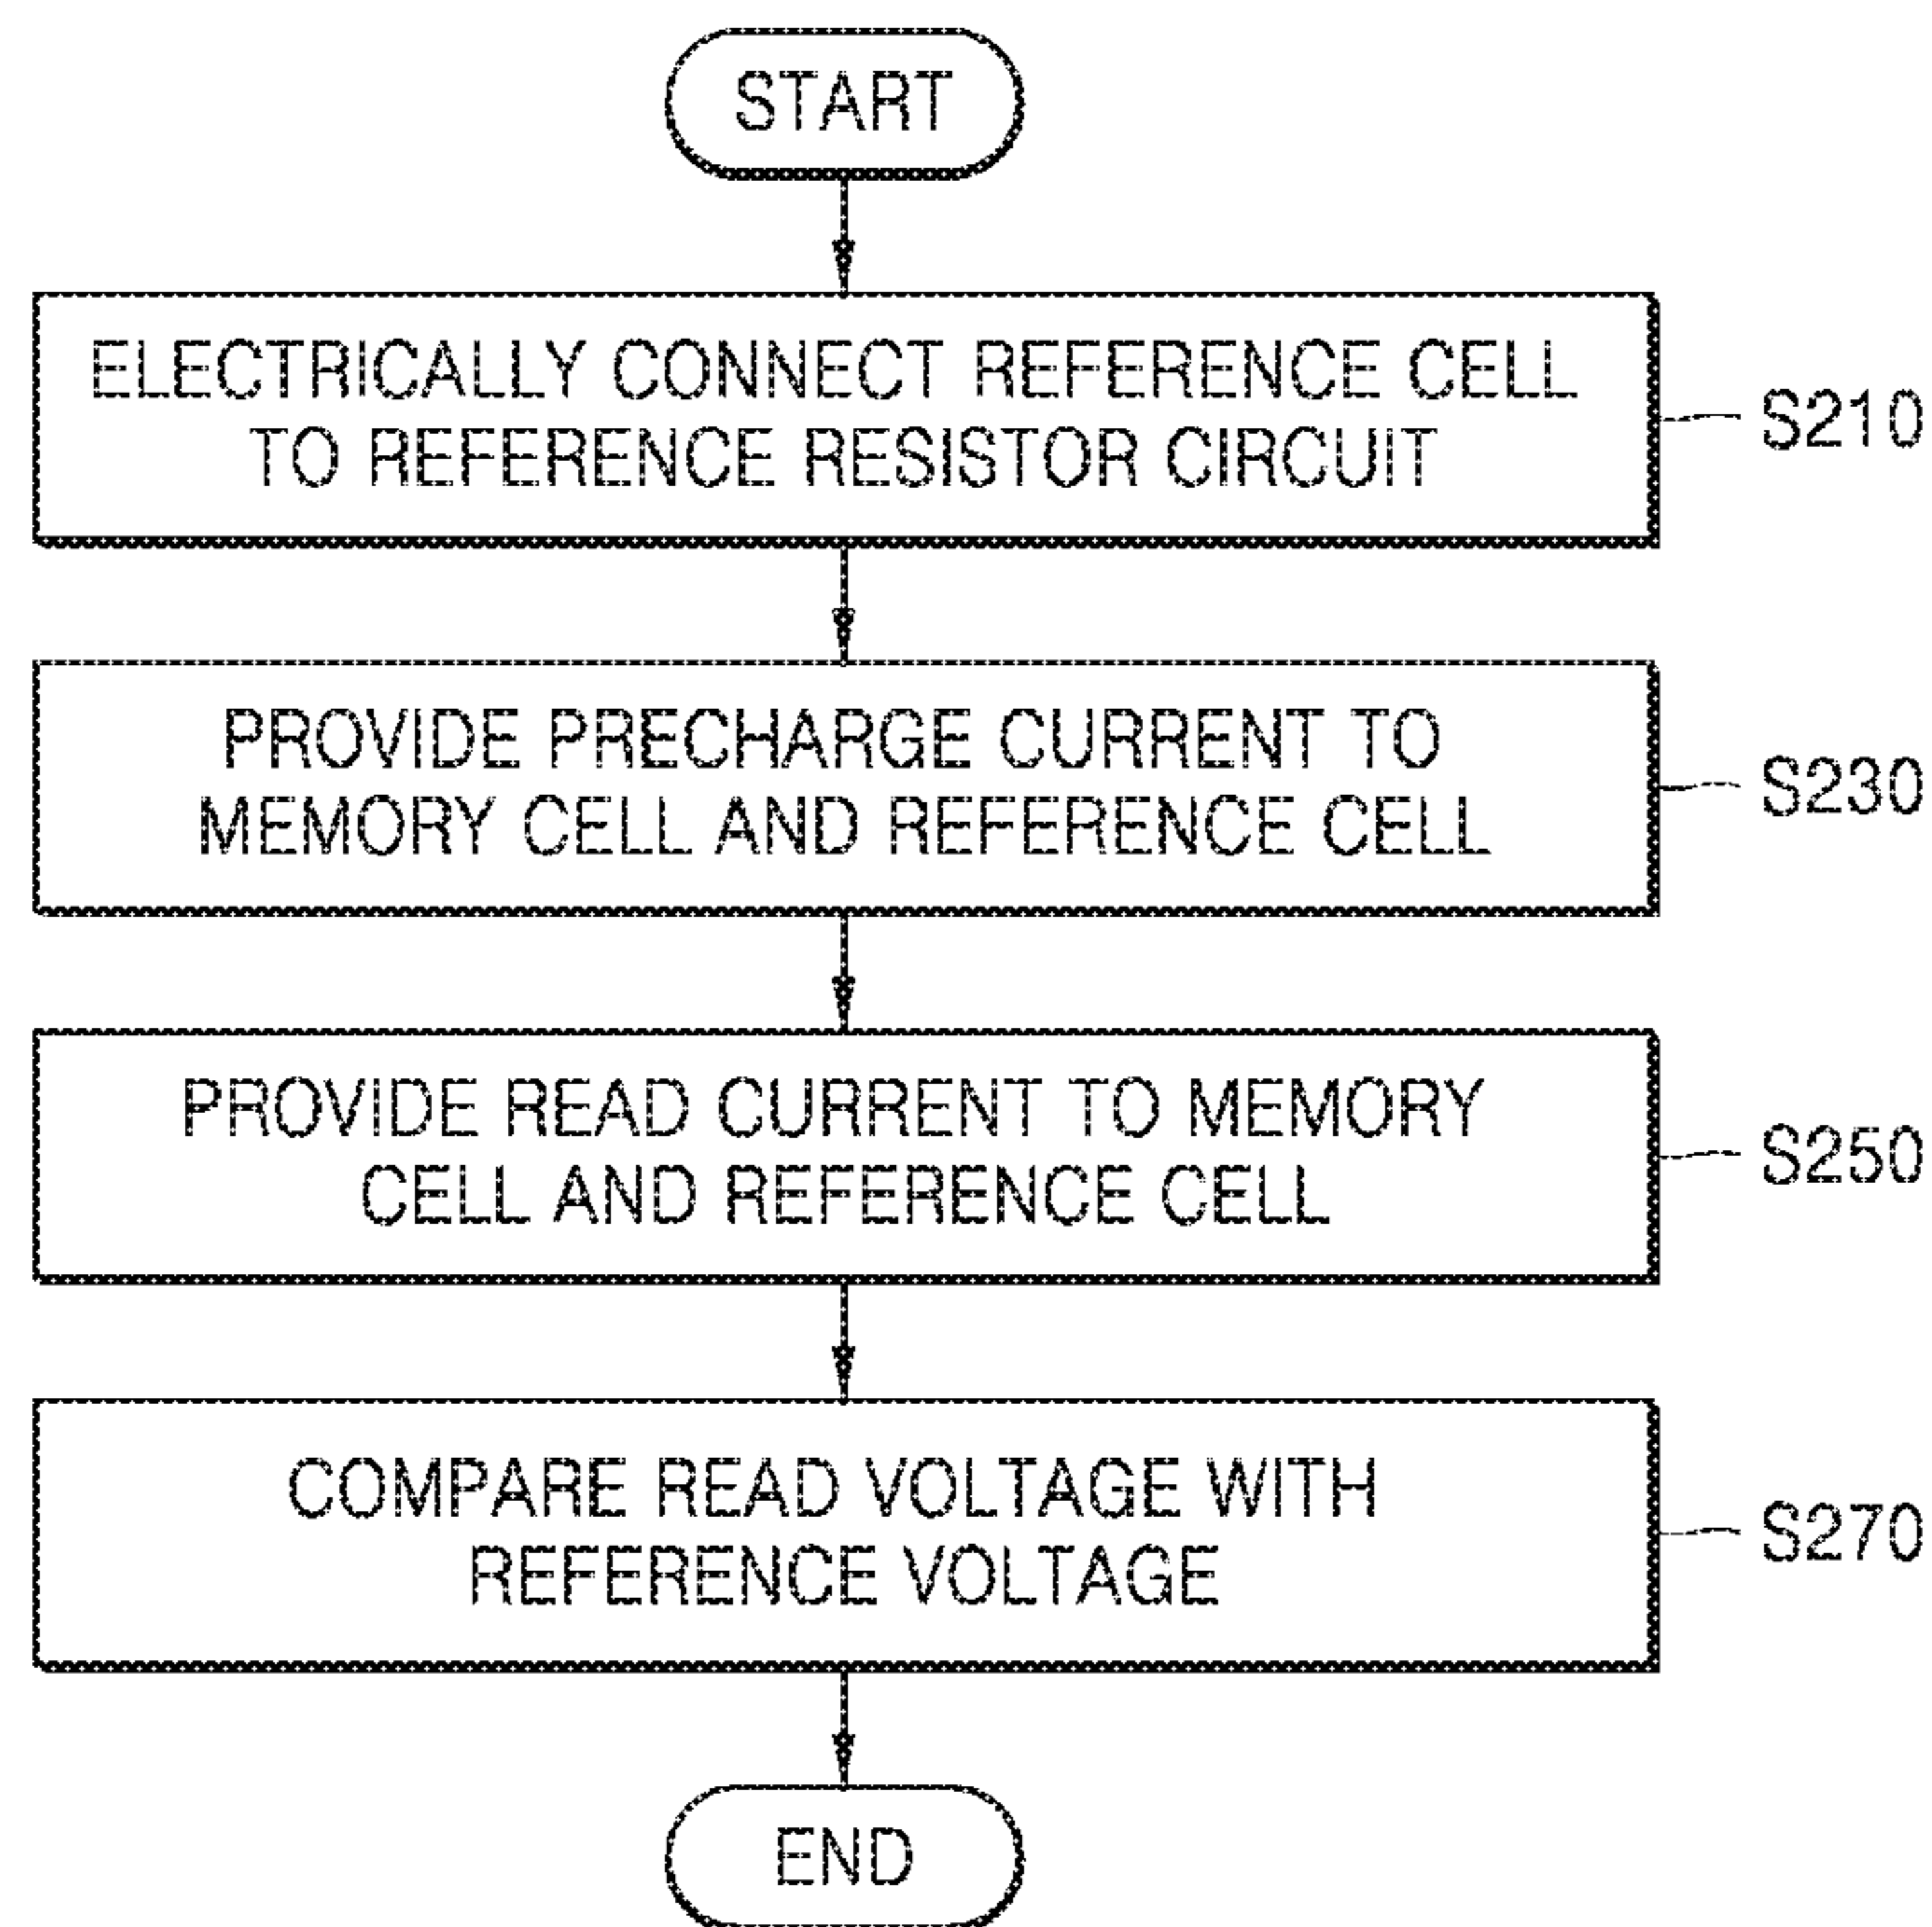 START
ELECTRICALLY CONNECT REFERENCE CELL
TO REFERENCE RESISTOR CIRCUIT
S210
PROVIDE PRECHARGE CURRENT TO
MEMORY CELL AND REFERENCE CELL
S230
PROVIDE READ CURRENT TO MEMORY
CELL AND REFERENCE CELL
S250
COMPARE READ VOLTAGE WITH
REFERENCE VOLTAGE
S270
END